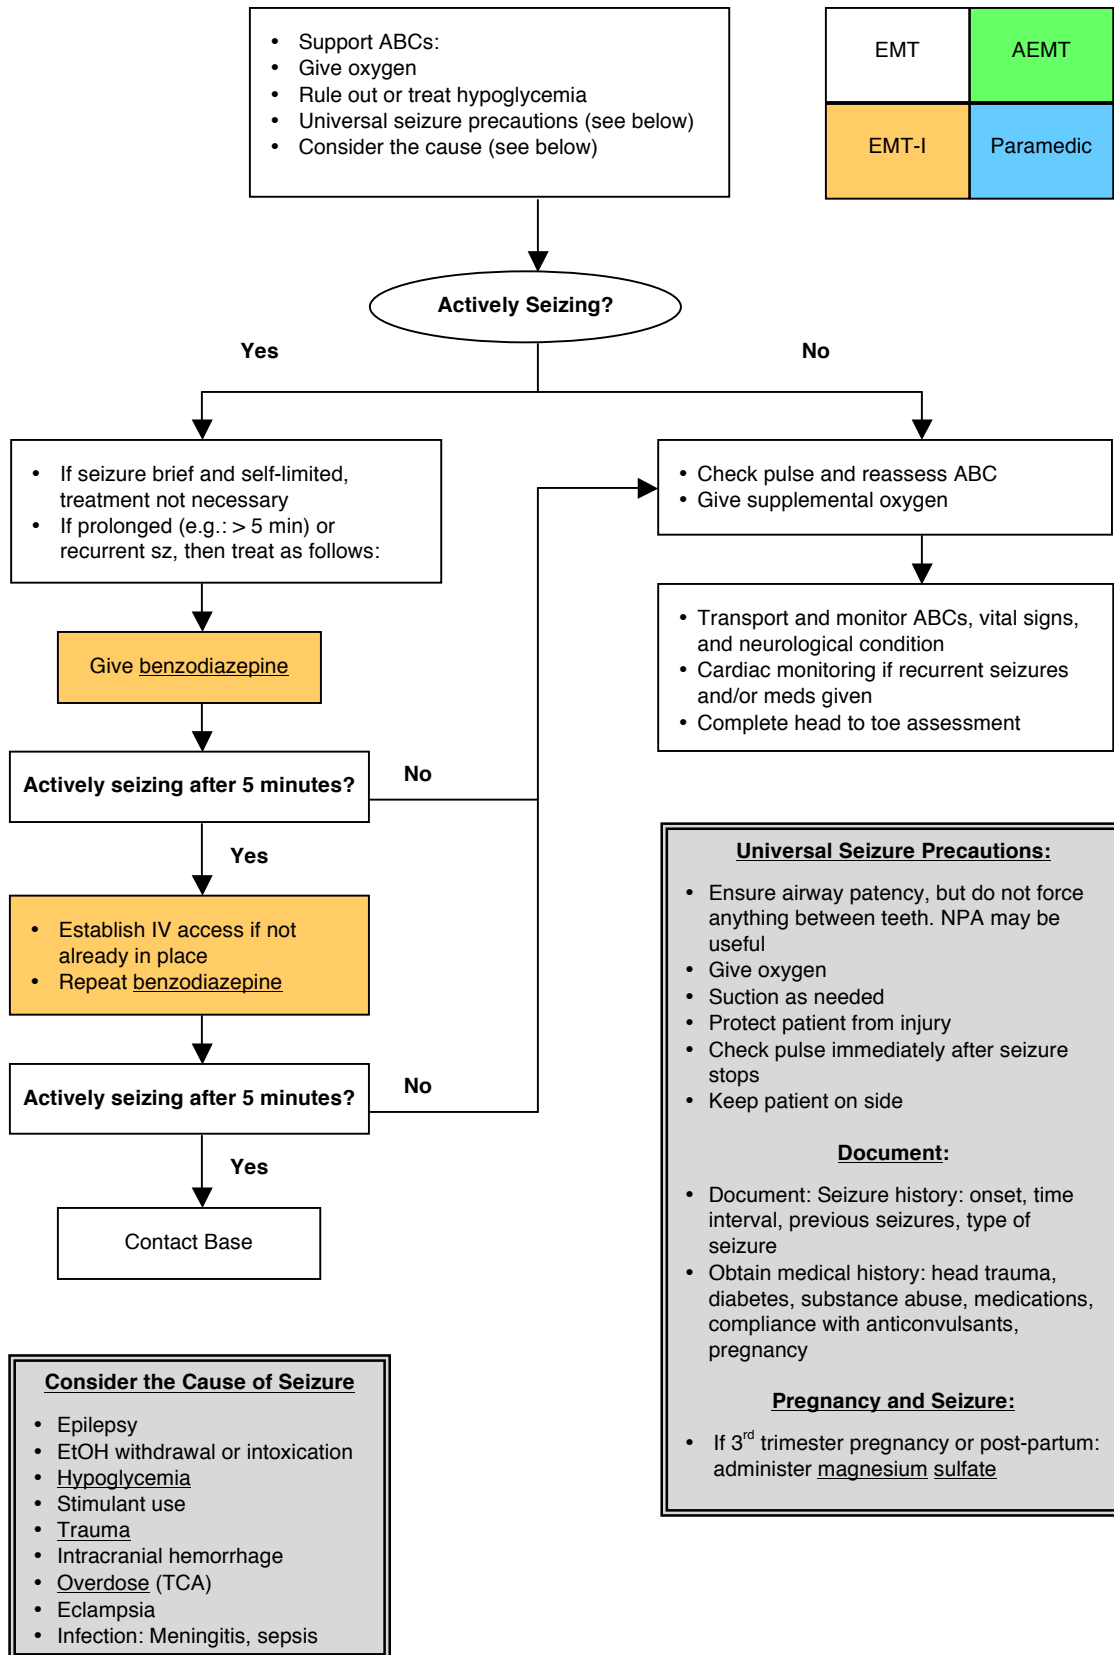 • Support ABCs:
• Give oxygen
• Rule out or treat hypoglycemia
• Universal seizure precautions (see below)
• Consider the cause (see below)
EMT
AEMT
EMT-I
Paramedic
Actively Seizing?
Yes
No
• If seizure brief and self-limited,
treatment not necessary
• If prolonged (e.g.: > 5 min) or
recurrent sz, then treat as follows:
• Check pulse and reassess ABC
• Give supplemental oxygen
Give benzodiazepine
• Transport and monitor ABCs, vital signs,
and neurological condition
• Cardiac monitoring if recurrent seizures
and/or meds given
• Complete head to toe assessment
Actively seizing after 5 minutes?
No
Yes
• Establish IV access if not
already in place
• Repeat benzodiazepine
Actively seizing after 5 minutes?
No
Yes
Contact Base
Universal Seizure Precautions:
• Ensure airway patency, but do not force
anything between teeth. NPA may be
useful
• Give oxygen
• Suction as needed
• Protect patient from injury
• Check pulse immediately after seizure
stops
• Keep patient on side
Document:
• Document: Seizure history: onset, time
interval, previous seizures, type of
seizure
• Obtain medical history: head trauma,
diabetes, substance abuse, medications,
compliance with anticonvulsants,
pregnancy
Pregnancy and Seizure:
• If 3rd trimester pregnancy or post-partum:
administer magnesium sulfate
Consider the Cause of Seizure
• Epilepsy
• EtOH withdrawal or intoxication
• Hypoglycemia
• Stimulant use
• Trauma
• Intracranial hemorrhage
• Overdose (TCA)
• Eclampsia
• Infection: Meningitis, sepsis